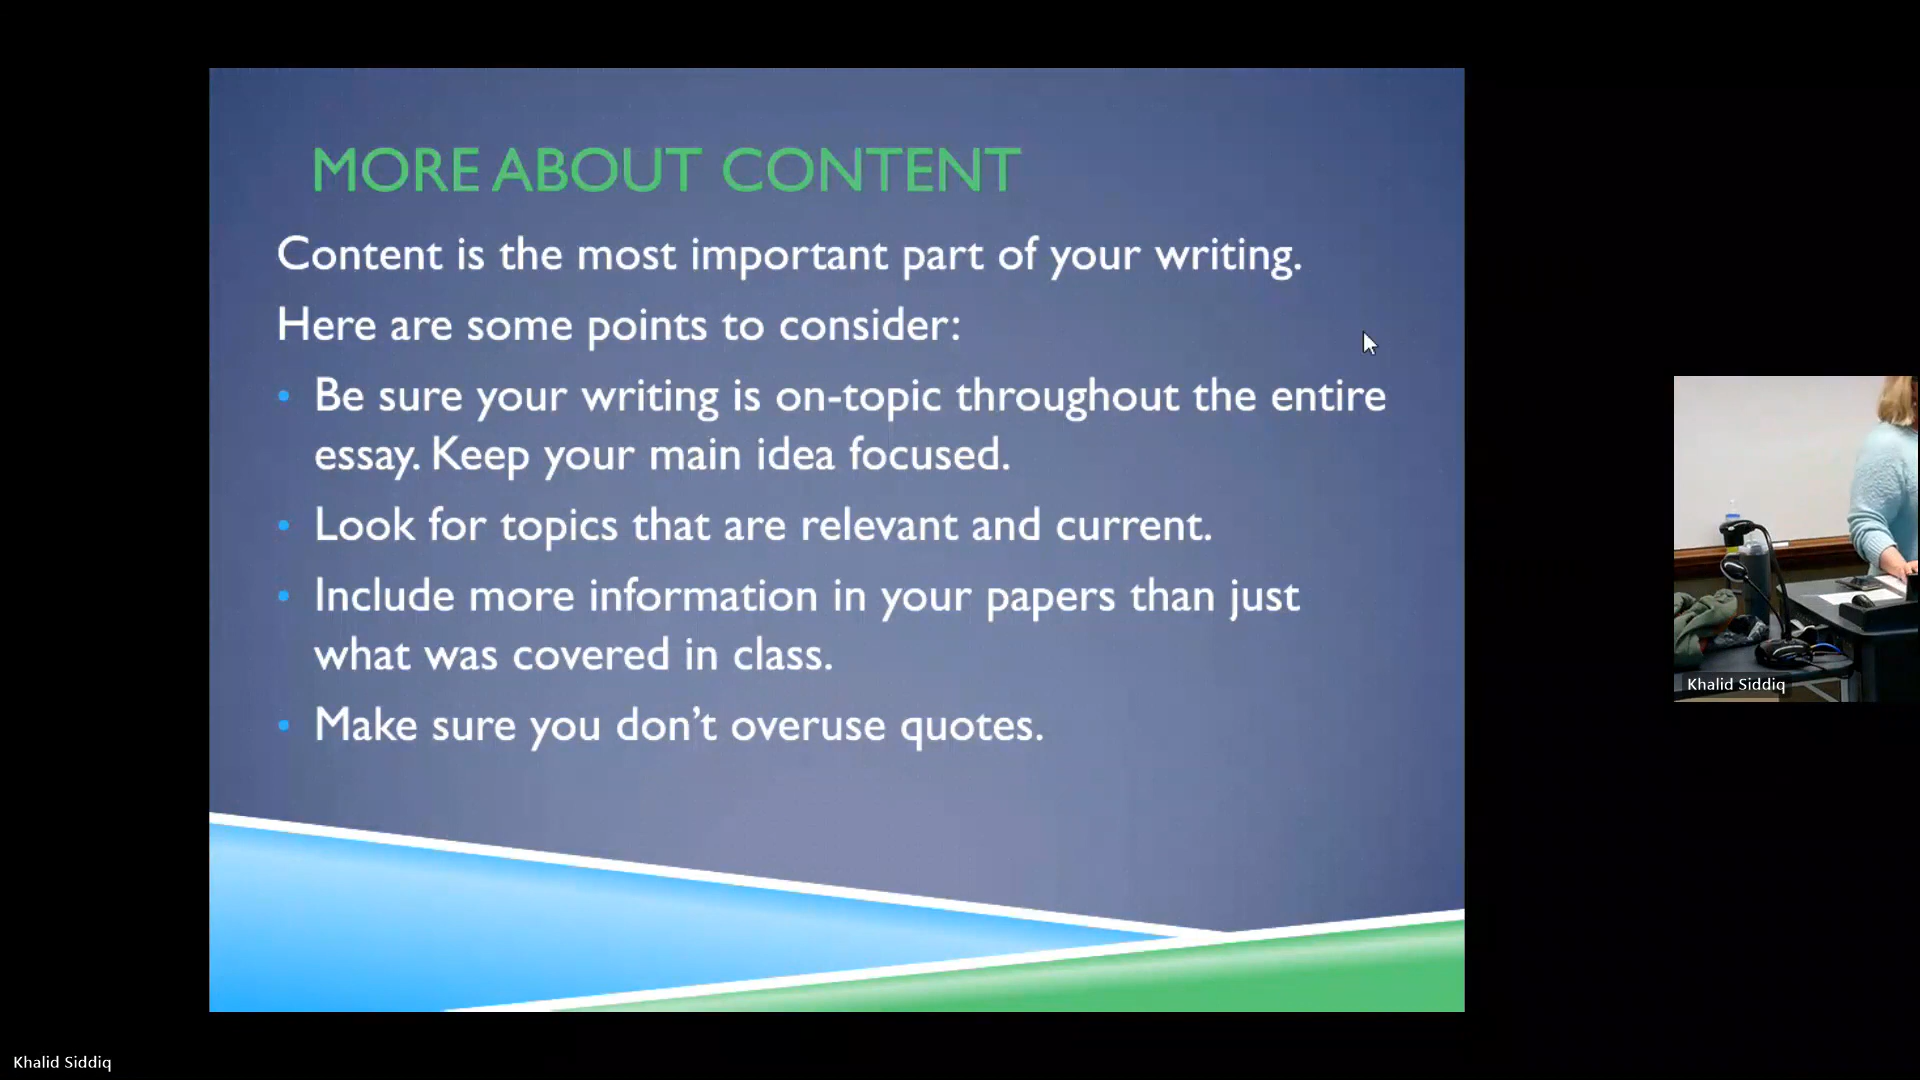 MORE ABOUT CONTENT
Content is the most important part of your writing.
Here are some points to consider:
• Be sure your writing is on-topic throughout the entire
essay. Keep your main idea focused.
• Look for topics that are relevant and current.
• Include more information in your papers than just
what was covered in class.
• Make sure you don’t overuse quotes.
Khalid Siddiq
Khalid Siddiq